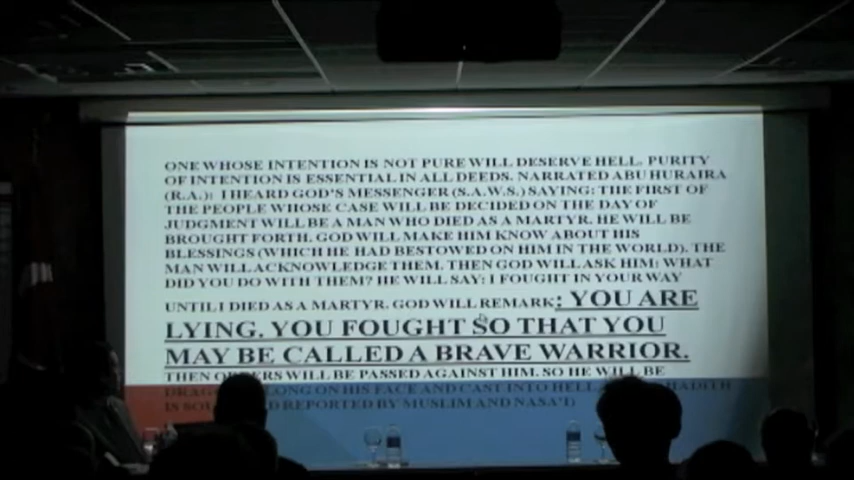 ONE WHOSE INTENTION IS NOT PURE WILL DESERVE HELL. PURITY
OF INTENTION IS ESSENTIAL IN ALL DEEDS. NARRATED ABU HURAIRA
(R.A.): I HEARD GOD'S MESSENGER (S.A.W.S.) SAYING: THE FIRST OF
THE PEOPLE WHOSE CASE WILL BE DECIDED ON THE DAY OF
JUDGMENT WILL BE A MAN WHO DIED AS A MARTYR. HE WILL BE
BROUGHT FORTH. GOD WILL MAKE HIM KNOW ABOUT HIS
BLESSINGS (WHICH HE HAD BESTOWED ON HIM IN THE WORLD). THE
MAN WILL ACKNOWLEDGE THEM. THEN GOD WILL ASK HIM: WHAT
DID YOU DO WITH THEM? HE WILL SAY: I FOUGHT IN YOUR WAY
UNTIL I DIED AS A MARTYR. GOD WILL REMARK: YOU ARE
LYING. YOU FOUGHT SO THAT YOU
MAY BE CALLED A BRAVE WARRIOR.
THEN WILL BE PASSED AGAINST HIM. SO HE WILL BE
ON HIS FACE AND CAST INTO HELL. HADITH
IS REPORTED BY MUSLIM AND NASA'I)